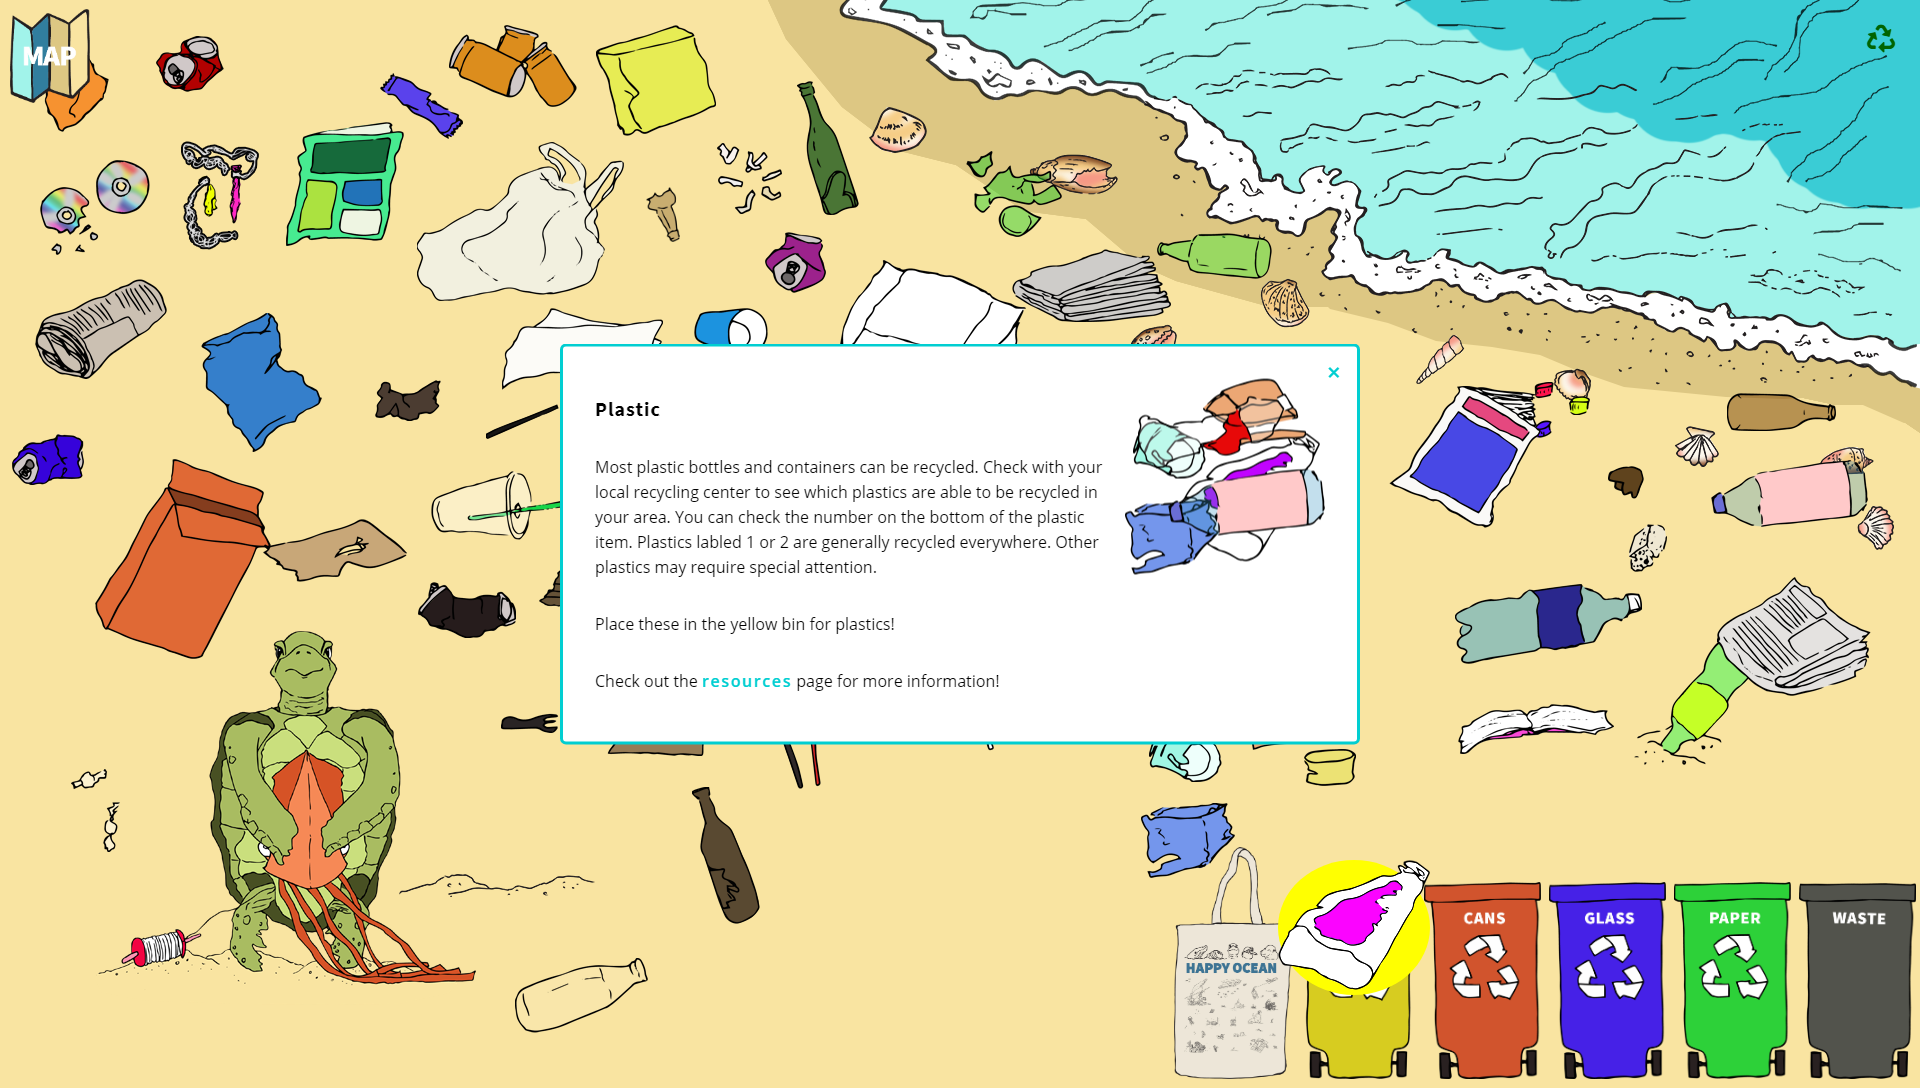 MAP
×
Plastic
Most plastic bottles and containers can be recycled. Check with your
local recycling center to see which plastics are able to be recycled in
your area. You can check the number on the bottom of the plastic
item. Plastics labled 1 or 2 are generally recycled everywhere. Other
plastics may require special attention.
Place these in the yellow bin for plastics!
Check out the resources page for more information!
HAPPY OCEAN
CANS
GLASS
PAPER
WASTE